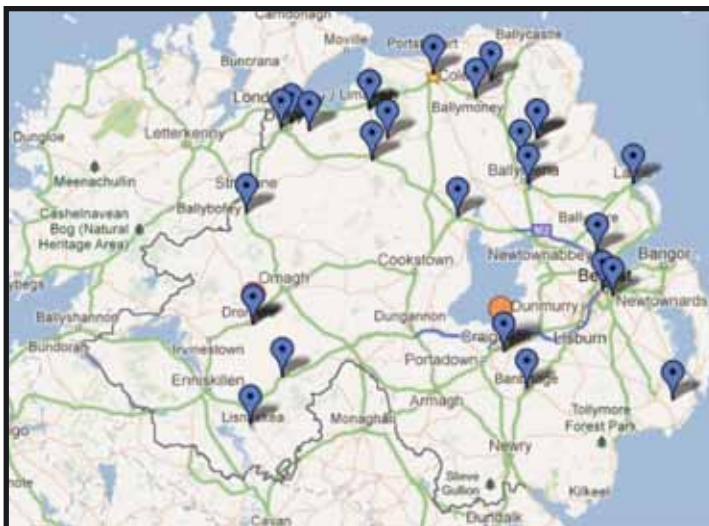 Carndonagh
Moville
Ballycastle
Buncrana
Ballymoney
Letterkenny
Dungloe
Meenachullin
Ballybofey
Cashelnavean
Bog (Natural
Heritage Area)
M2
Cookstown
Newtownabbey
Bangor
Omagh
Newtownards
Dunmurry
Dungannon
Ballyshannon
Bundoran
Irvinestown
Lisburn
Portadown
Enniskillen
Armagh
Tollymore
Forest Park
Monaghan
Newry
Slieve
Gullion
Kilkeel
Dundalk
Cavan